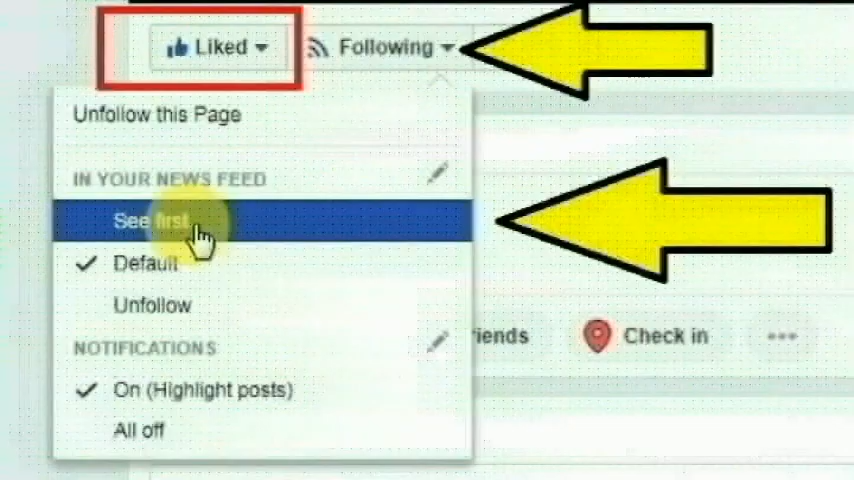 Liked Following
Unfollow this Page
IN YOUR NEWS FEED
See first
Default
Unfollow
NOTIFICATIONS
riends Check in
On (Highlight posts)
All off